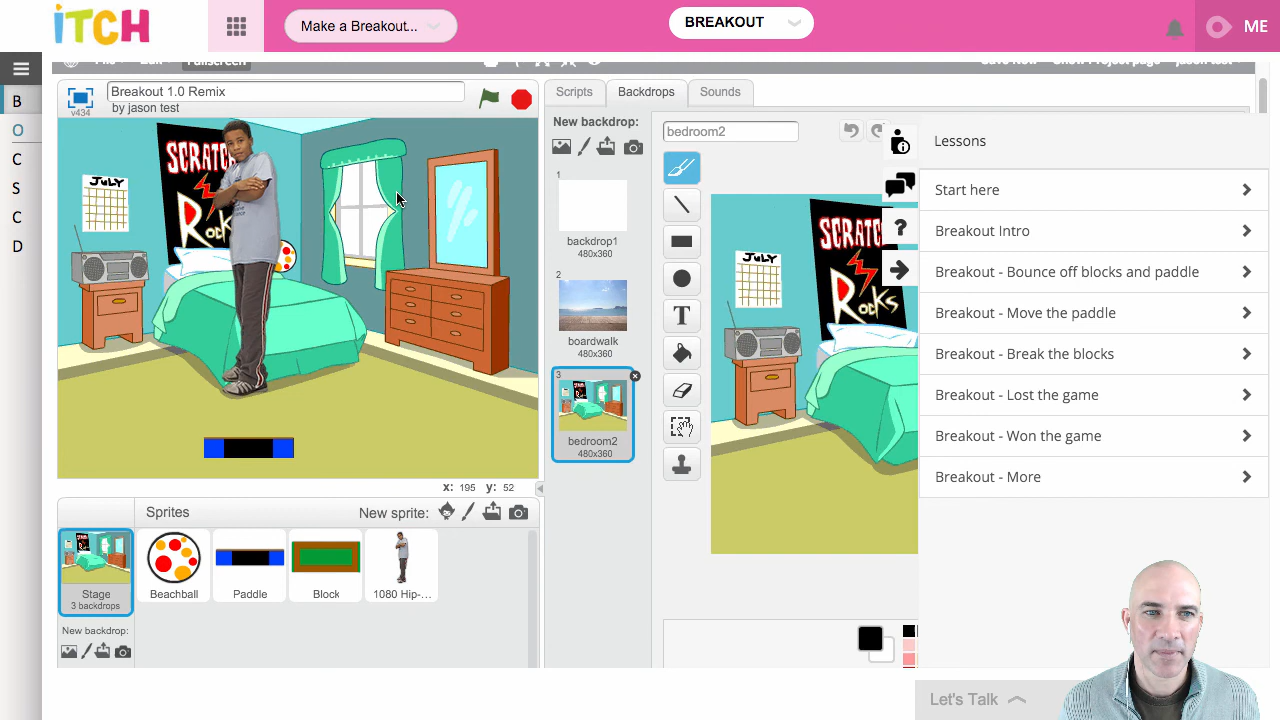 iTCH
Make a Breakout...
BREAKOUT
ME
B
O
C
S
C
D
Breakout 1.0 Remix
by jason test
v434
Scripts
Backdrops
Sounds
New backdrop:
1
backdrop1
480x360
2
boardwalk
480x360
3
bedroom2
480x360
bedroom2
T
JULY
SCRATCH
Rocks
JULY
SCRATCH
Rocks
x: 195 y: 52
Sprites
New sprite:
Stage
3 backdrops
New backdrop:
Beachball
Paddle
Block
1080 Hip-...
Lessons
Start here
Breakout Intro
Breakout - Bounce off blocks and paddle
Breakout - Move the paddle
Breakout - Break the blocks
Breakout - Lost the game
Breakout - Won the game
Breakout - More
Let's Talk